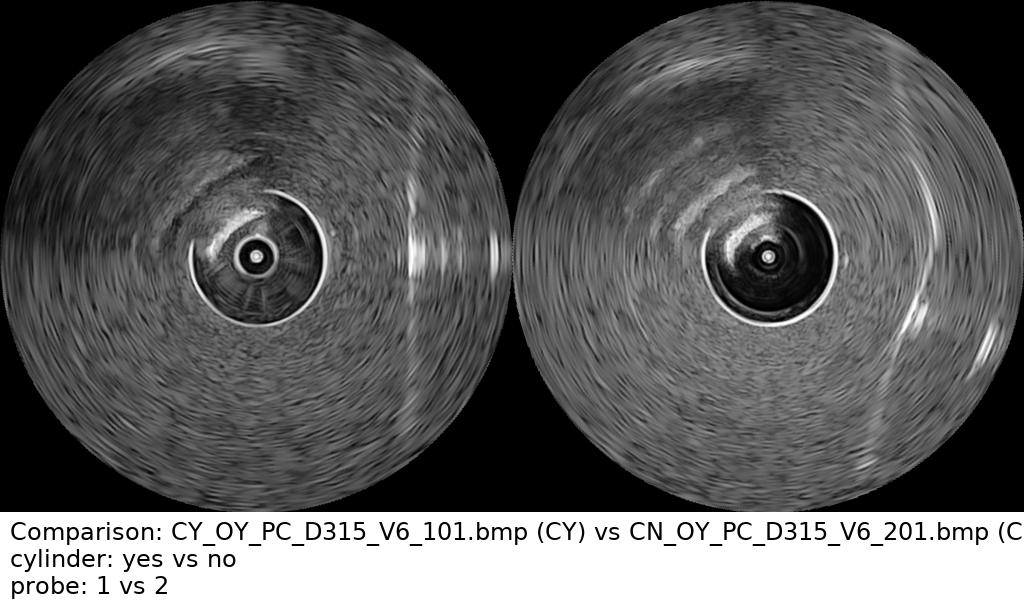 Comparison: CY_OY_PC_D315_V6_101.bmp (CY) vs CN_OY_PC_D315_V6_201.bmp (C
cylinder: yes vs no
probe: 1 vs 2